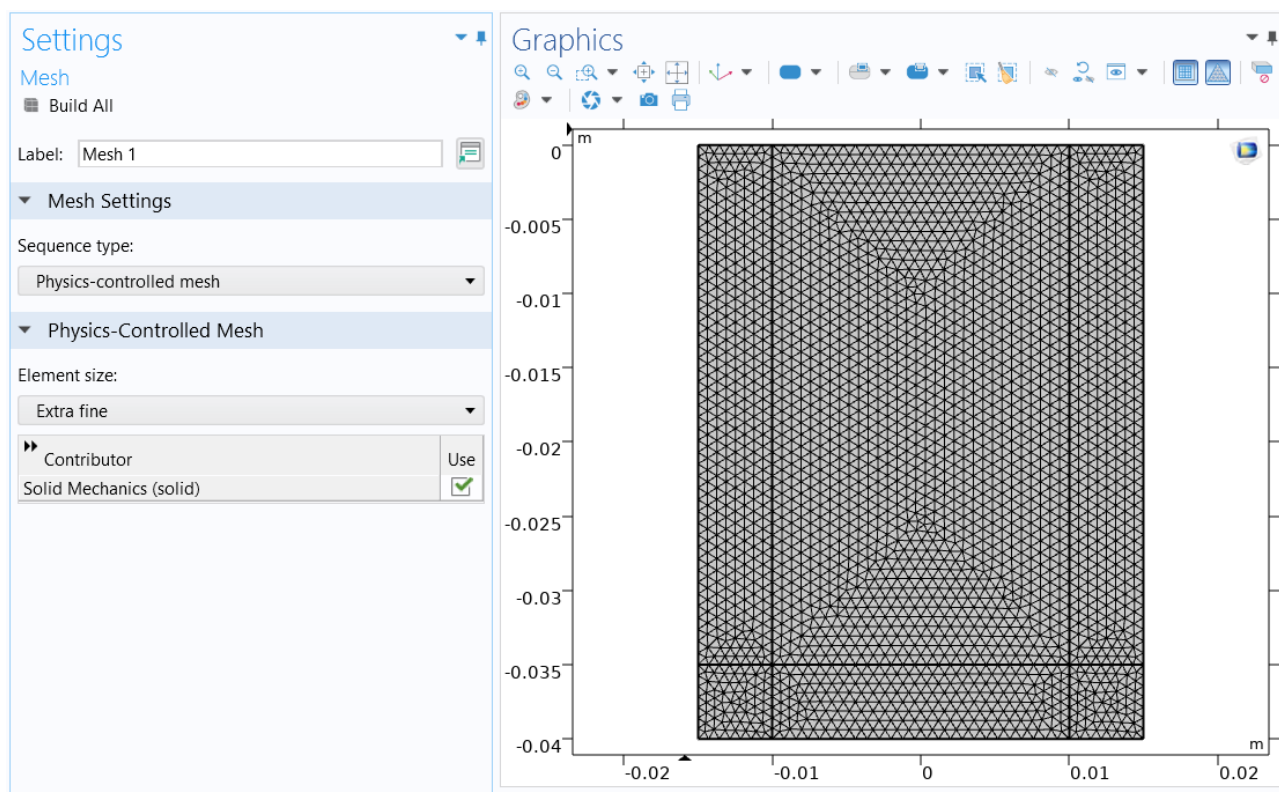 Settings
Mesh
Build All
Label: Mesh 1
Mesh Settings
Sequence type:
Physics-controlled mesh
Physics-Controlled Mesh
Element size:
Extra fine
Contributor Use
Solid Mechanics (solid)
Graphics
m
0
-0.005
-0.01
-0.015
-0.02
-0.025
-0.03
-0.035
-0.04
m
-0.02 -0.01 0 0.01 0.02